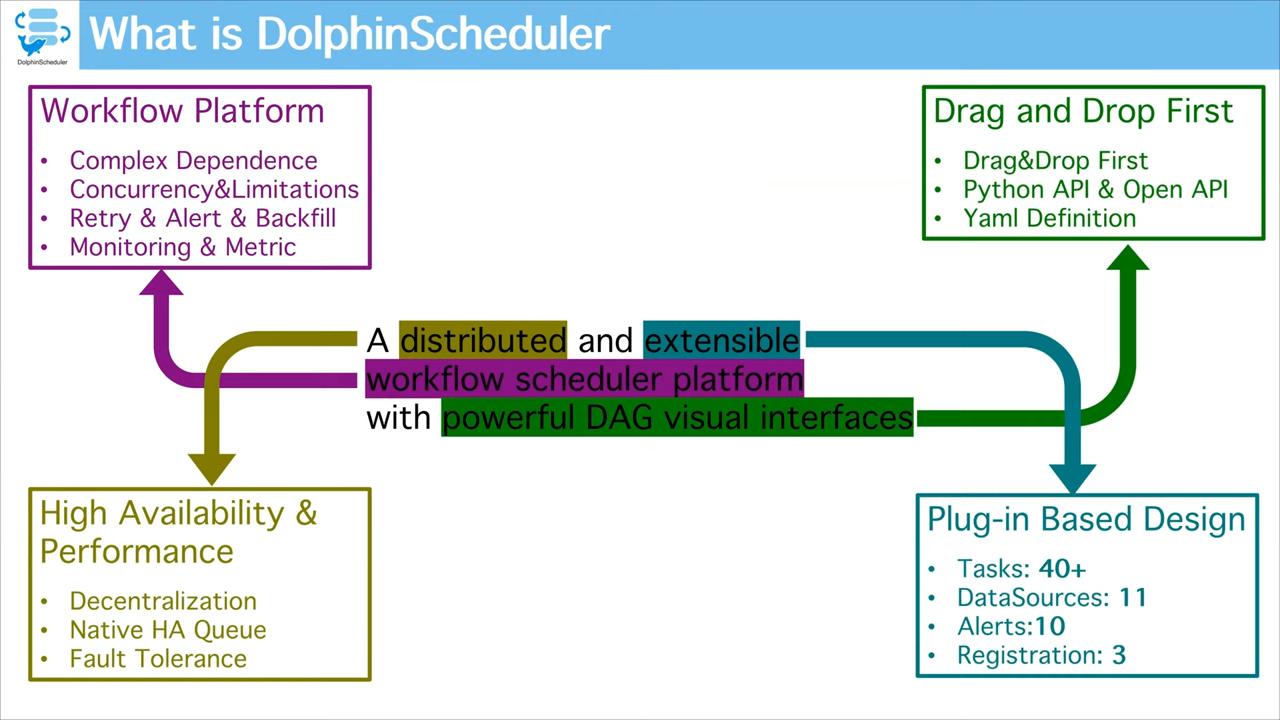 What is DolphinScheduler
DolphinScheduler
Workflow Platform
• Complex Dependence
• Concurrency&Limitations
• Retry & Alert & Backfill
• Monitoring & Metric
Drag and Drop First
• Drag&Drop First
• Python API & Open API
• Yaml Definition
A distributed and extensible
workflow scheduler platform
with powerful DAG visual interfaces
High Availability &
Performance
• Decentralization
• Native HA Queue
• Fault Tolerance
Plug-in Based Design
• Tasks: 40+
• DataSources: 11
• Alerts:10
• Registration: 3